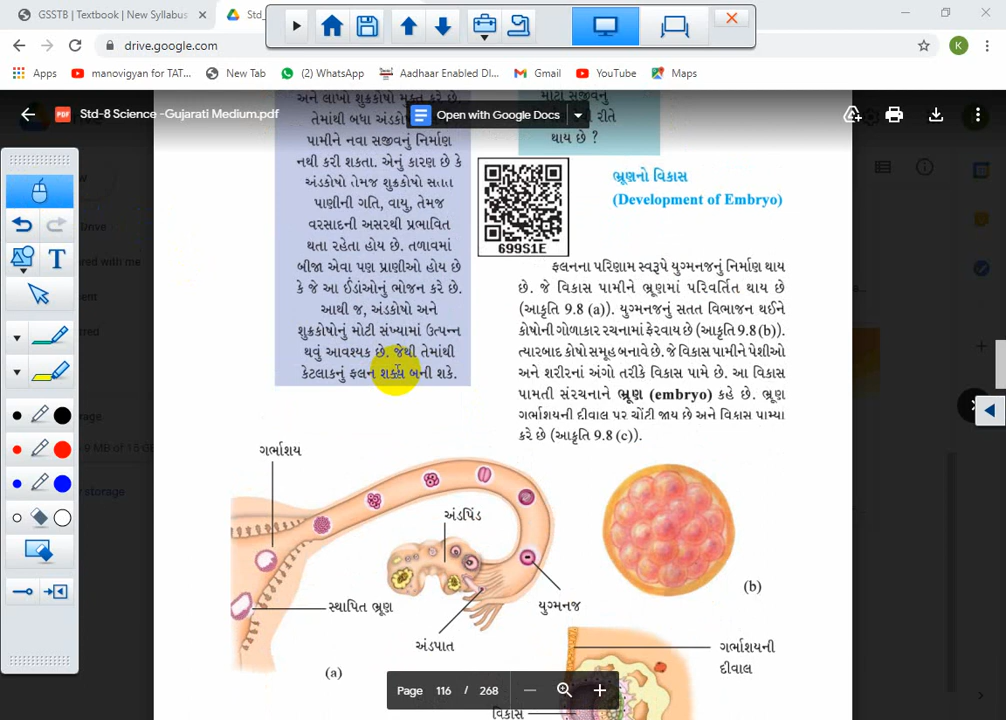 GSSTB | Textbook | New Syllabus
Std_
drive.google.com
Apps
manovigyan for TAT...
New Tab
(2) WhatsApp
Aadhaar Enabled DI...
Gmail
YouTube
Maps
K
Std-8 Science -Gujarati Medium.pdf
Open with Google Docs
અને લાખો શુક્રકોષો મુક્ત કરે છે.
તેમાંથી બધા અંડકો
પામીને નવા સજીવનું નિર્માણ
નથી કરી શકતા. એનું કારણ છે કે
અંડકોષો તેમજ શુક્રકોષો સતત
પાણીની ગતિ, વાયુ, તેમજ
વરસાદની અસરથી પ્રભાવિત
થતા રહેતા હોય છે. તળાવમાં
બીજા એવા પણ પ્રાણીઓ હોય છે
કે જે આ ઈંડાંઓનું ભોજન કરે છે.
આથી જ, અંડકોષો અને
શુક્રકોષોનું મોટી સંખ્યામાં ઉત્પન્ન
થવું આવશ્યક છે. જેથી તેમાંથી
કેટલાકનું ફલન શક્ય બની શકે.
મોટા સજીવનું
રીતે
થાય છે ?
699S1E
ભ્રૂણનો વિકાસ
(Development of Embryo)
ફલનના પરિણામ સ્વરૂપે યુગ્મનજનું નિર્માણ થાય
છે. જે વિકાસ પામીને ભ્રૂણમાં પરિવર્તિત થાય છે
(આકૃતિ 9.8 (a)). યુગ્મનજનું સતત વિભાજન થઈને
કોષોની ગોળાકાર રચનામાં ફેરવાય છે (આકૃતિ 9.8 (b)).
ત્યારબાદ કોષો સમૂહ બનાવે છે. જે વિકાસ પામીને પેશીઓ
અને શરીરનાં અંગો તરીકે વિકાસ પામે છે. આ વિકાસ
પામતી સંરચનાને ભ્રૂણ (embryo) કહે છે. ભ્રૂણ
ગર્ભાશયની દીવાલ પર ચોંટી જાય છે અને વિકાસ પામ્યા
કરે છે (આકૃતિ 9.8 (c)).
ગર્ભાશય
અંડપિંડ
સ્થાપિત ભ્રૂણ
યુગ્મનજ
અંડપાત
(a)
(b)
ગર્ભાશયની
દીવાલ
વિકાસ
Page 116 / 268
T